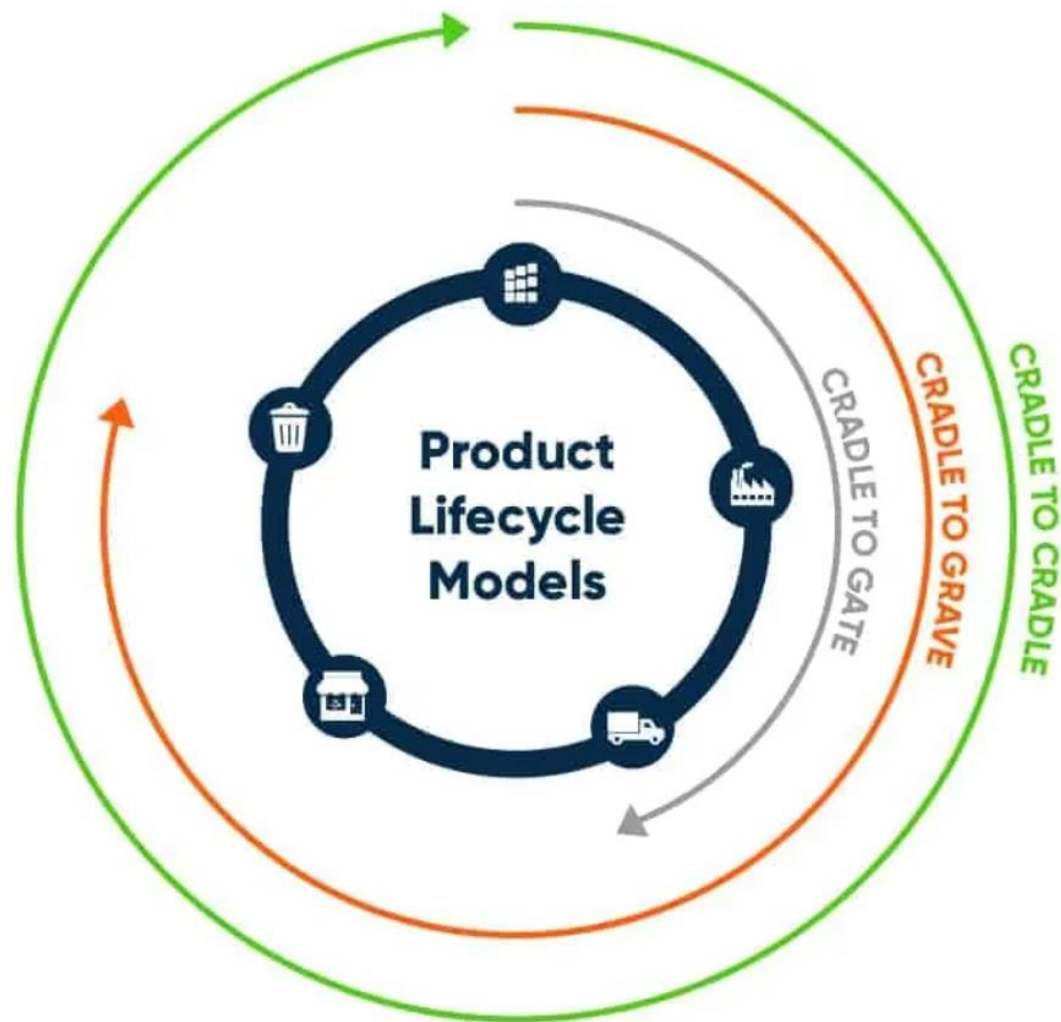 Product
Lifecycle
Models
CRADLE TO GATE
CRADLE TO GRAVE
CRADLE TO CRADLE